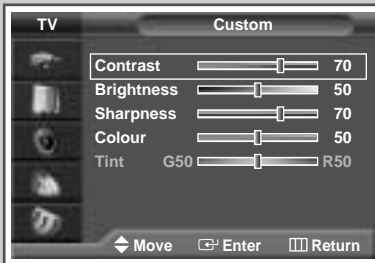 TV Custom
Contrast 70
Brightness 50
Sharpness 70
Colour 50
Tint G50 R50
Move Enter Return